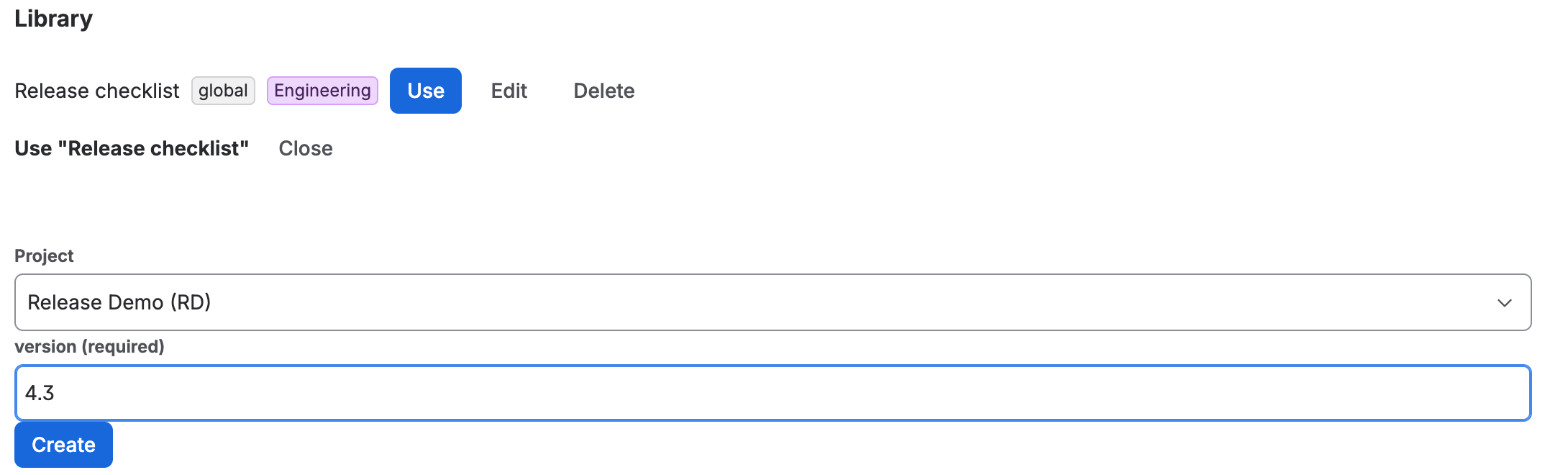 Library
Release checklist global Engineering Use Edit Delete
Use "Release checklist" Close
Project
Release Demo (RD)
version (required)
4.3
Create